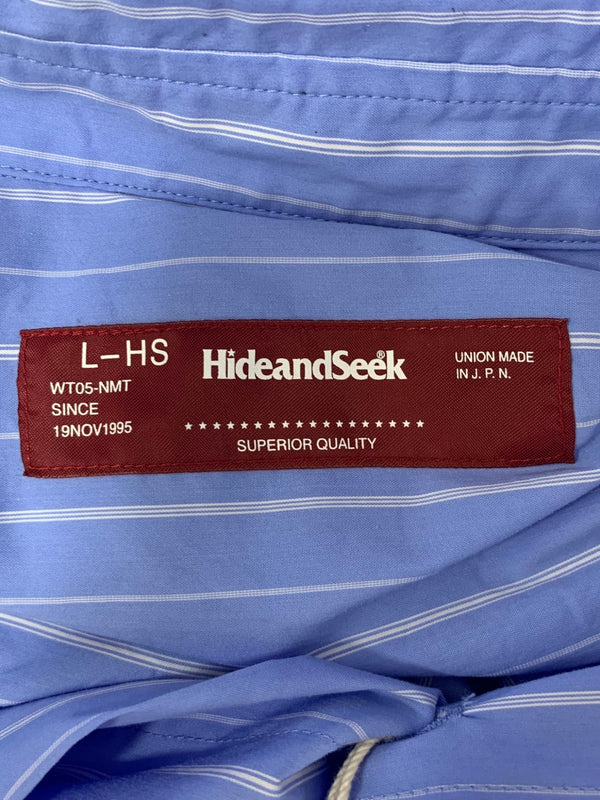 L-HS
WT05-NMT
SINCE
19NOV1995
HideandSeek®
★★★★★★★★★★★★★★★★★★
SUPERIOR QUALITY
UNION MADE
IN J. P. N.